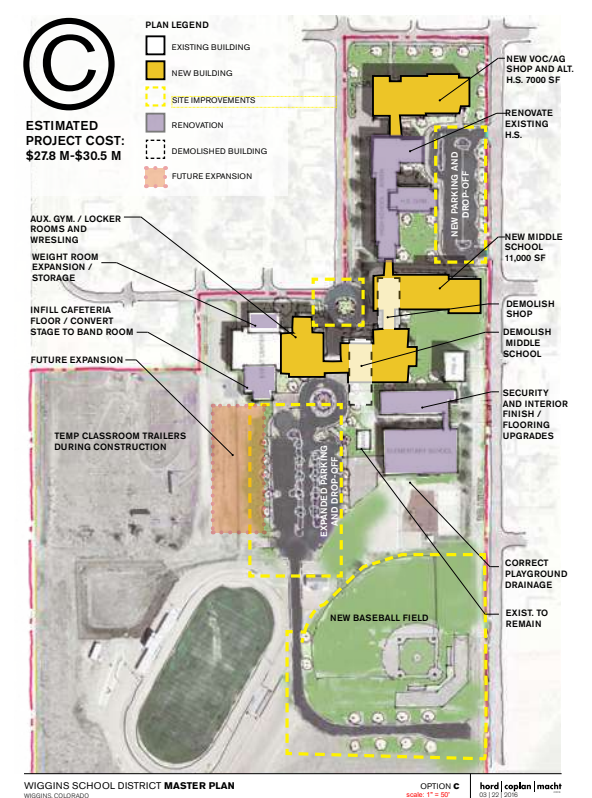 ©
ESTIMATED
PROJECT COST:
$27.8 M-$30.5 M
PLAN LEGEND
EXISTING BUILDING
NEW BUILDING
SITE IMPROVEMENTS
RENOVATION
DEMOLISHED BUILDING
FUTURE EXPANSION
NEW VOC/AG
SHOP AND ALT.
H.S. 7000 SF
RENOVATE
EXISTING
H.S.
NEW PARKING AND
DROP-OFF
H.S. GYM
AUX. GYM. / LOCKER
ROOMS AND
WRESLING
WEIGHT ROOM
EXPANSION /
STORAGE
INFILL CAFETERIA
FLOOR / CONVERT
STAGE TO BAND ROOM
FUTURE EXPANSION
TEMP CLASSROOM TRAILERS
DURING CONSTRUCTION
NEW MIDDLE
SCHOOL
11,000 SF
DEMOLISH
SHOP
DEMOLISH
MIDDLE
SCHOOL
SECURITY
AND INTERIOR
FINISH /
FLOORING
UPGRADES
ELEMENTARY SCHOOL
EXPANDED PARKING
AND DROP-OFF
CORRECT
PLAYGROUND
DRAINAGE
EXIST. TO
REMAIN
NEW BASEBALL FIELD
WIGGINS SCHOOL DISTRICT MASTER PLAN
WIGGINS, COLORADO
OPTION C
scale: 1" = 50'
hord | coplan | macht
03 | 22 | 2016